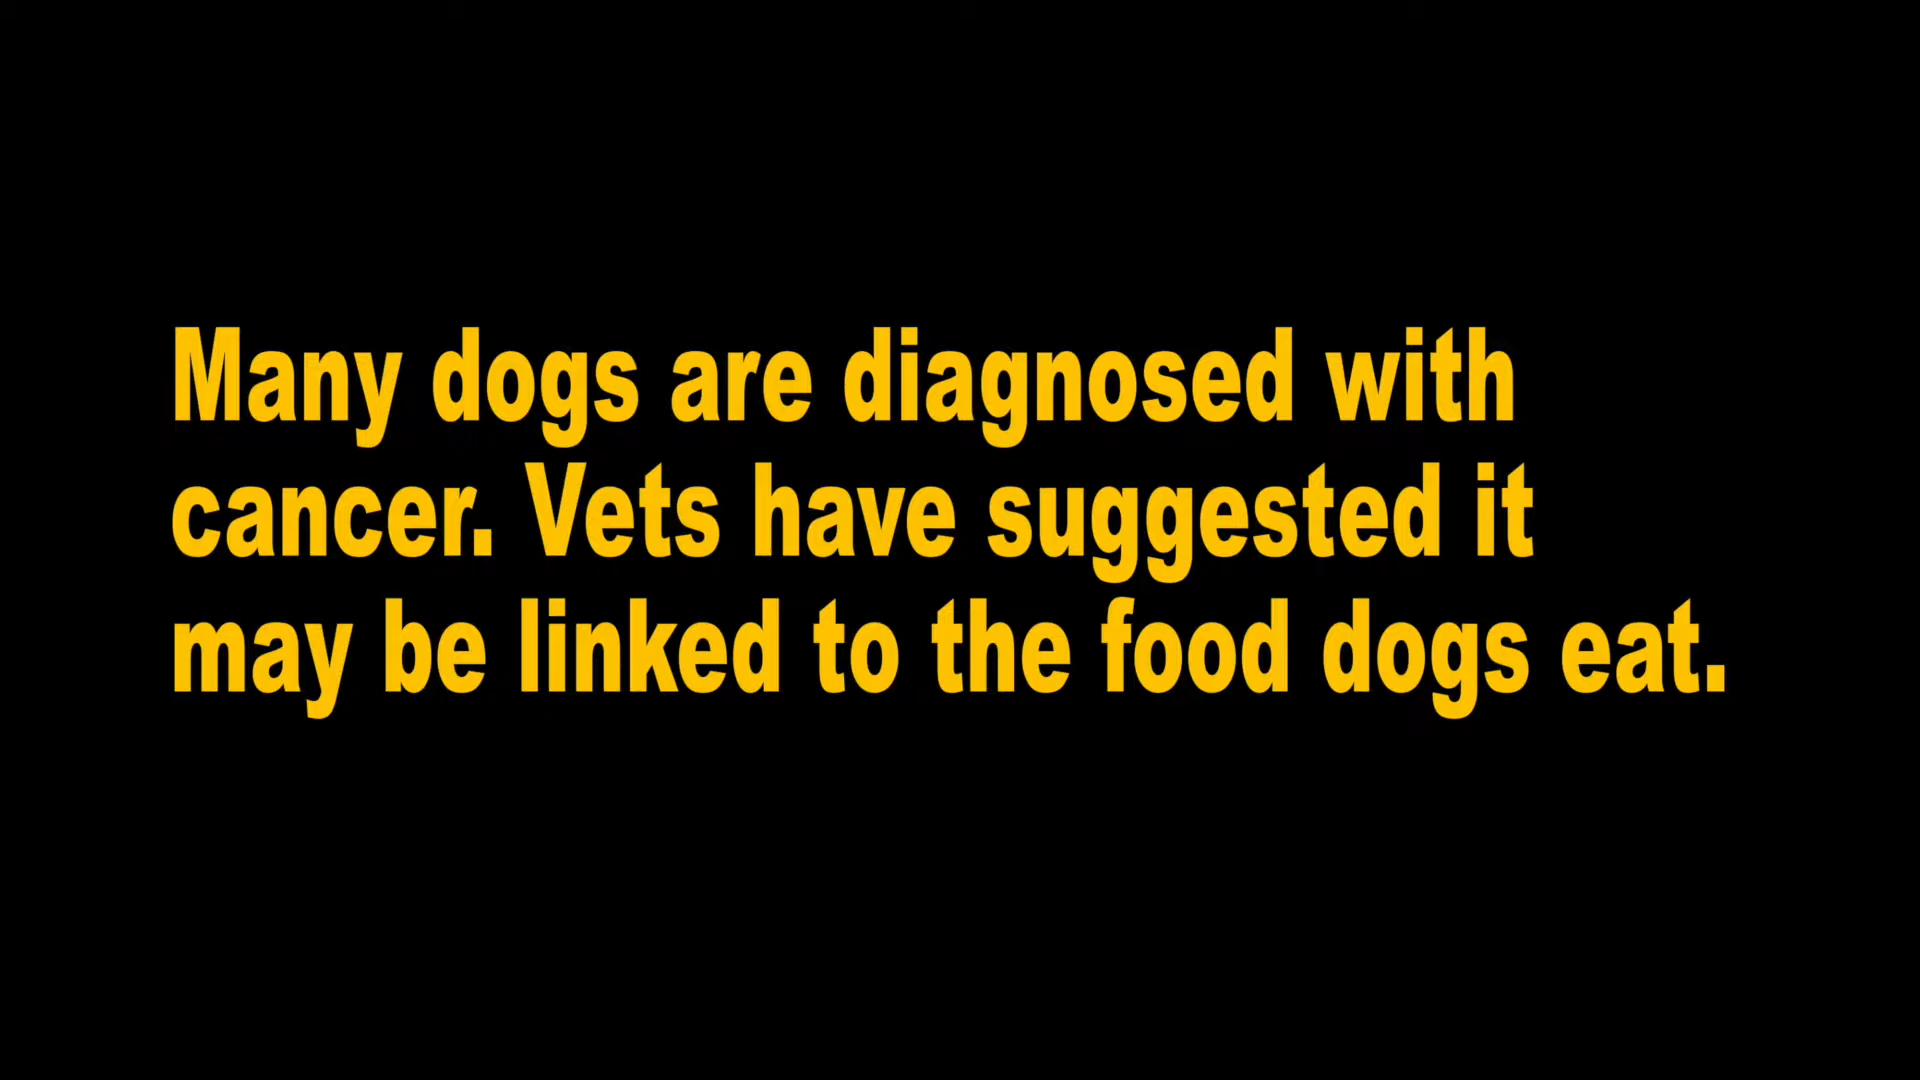 Many dogs are diagnosed with
cancer. Vets have suggested it
may be linked to the food dogs eat.